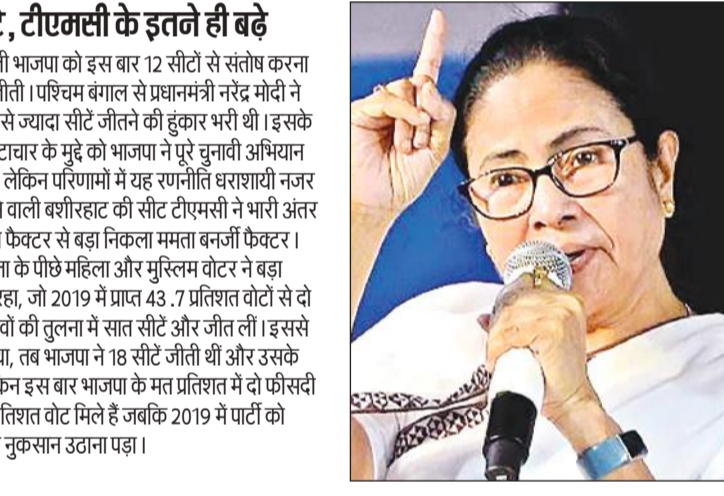 , टीएमसी के इतने ही बढ़े
भाजपा को इस बार 12 सीटों से संतोष करना
जीती । पश्चिम बंगाल से प्रधानमंत्री नरेंद्र मोदी ने
से ज्यादा सीटें जीतने की हुंकार भरी थी । इसके
के मुद्दे को भाजपा ने पूरे चुनावी अभियान
लेकिन परिणामों में यह रणनीति धराशायी नजर
वाली बशीरहाट की सीट टीएमसी ने भारी अंतर
फैक्टर से बड़ा निकला ममता बनर्जी फैक्टर ।
के पीछे महिला और मुस्लिम वोटर ने बड़ा
रहा, जो 2019 में प्राप्त 43 .7 प्रतिशत वोटों से दो
की तुलना में सात सीटें और जीत लीं । इससे
, तब भाजपा ने 18 सीटें जीती थीं और उसके
इस बार भाजपा के मत प्रतिशत में दो फीसदी
वोट मिले हैं जबकि 2019 में पार्टी को
नुकसान उठाना पड़ा ।